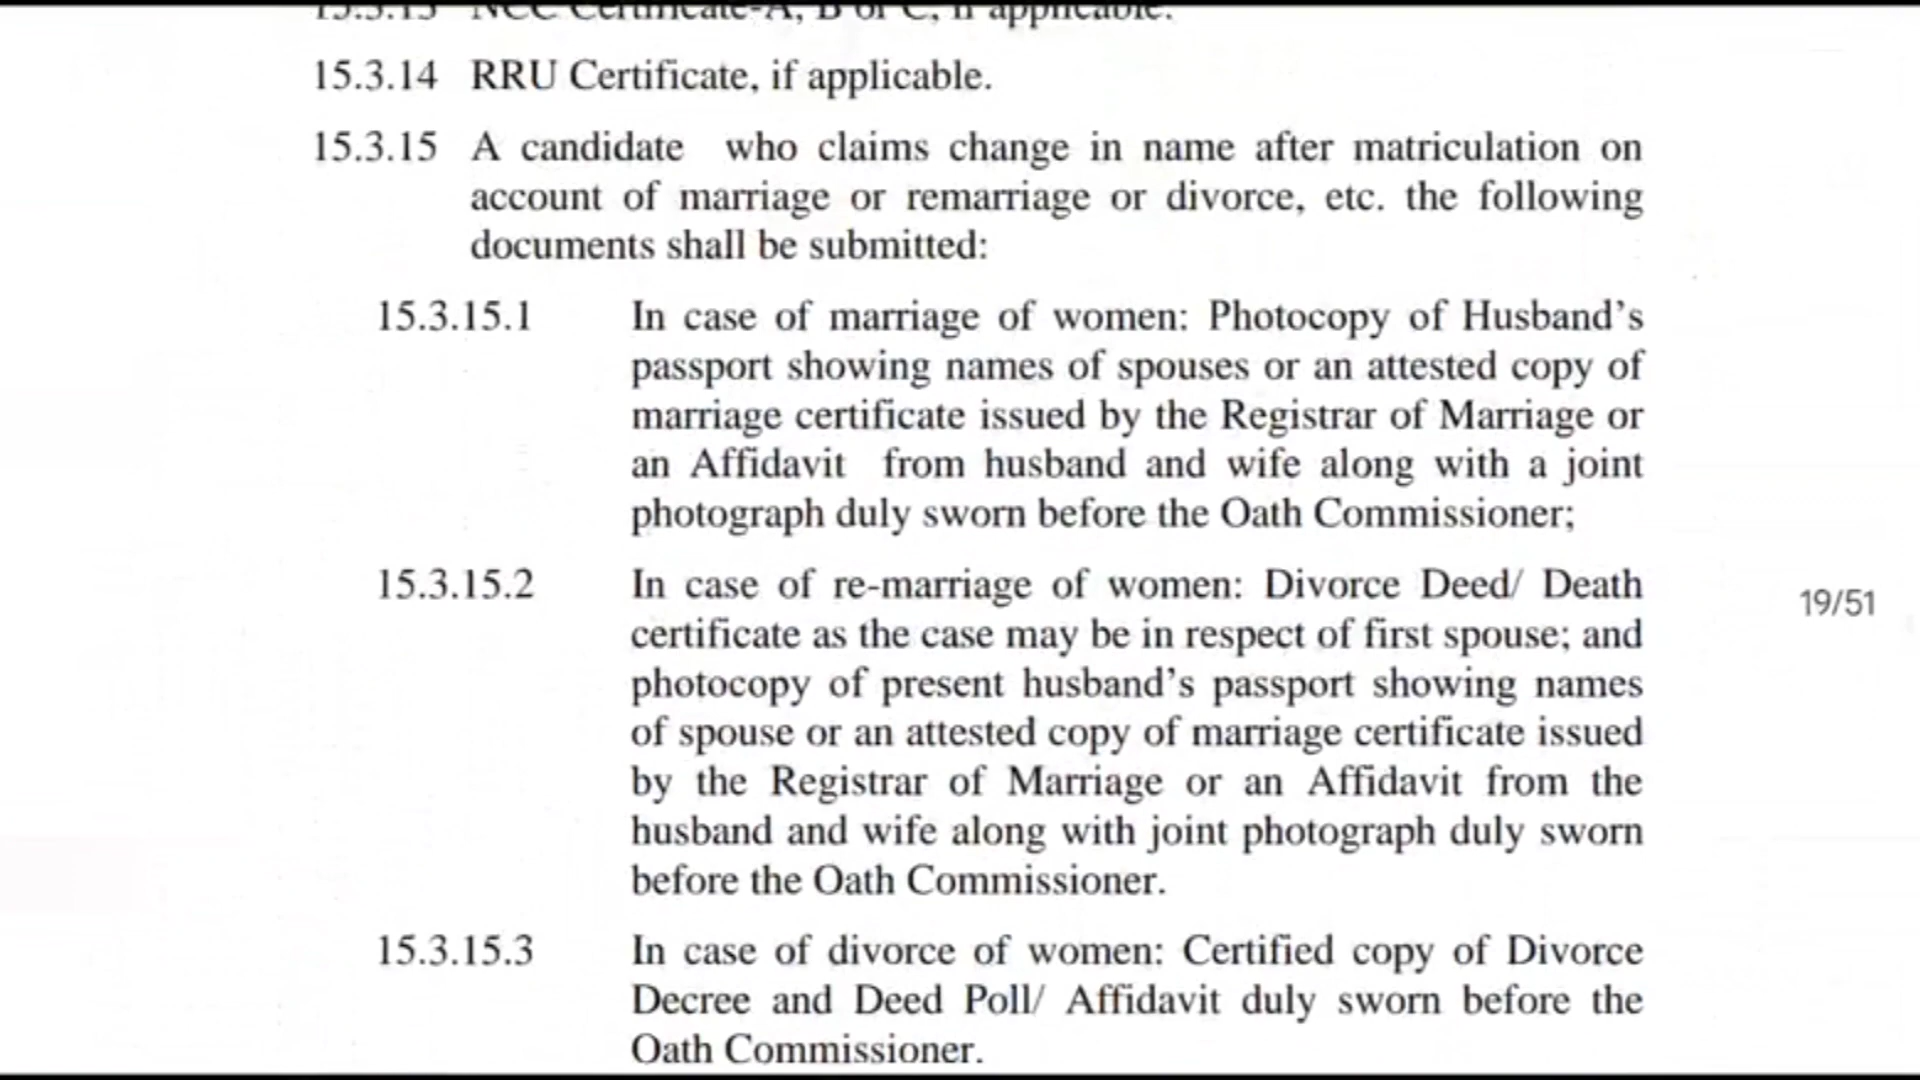 15.3.13 NCC Certificate-A, B or C, if applicable.
15.3.14 RRU Certificate, if applicable.
15.3.15 A candidate who claims change in name after matriculation on
account of marriage or remarriage or divorce, etc. the following
documents shall be submitted:
15.3.15.1 In case of marriage of women: Photocopy of Husband's
passport showing names of spouses or an attested copy of
marriage certificate issued by the Registrar of Marriage or
an Affidavit from husband and wife along with a joint
photograph duly sworn before the Oath Commissioner;
15.3.15.2 In case of re-marriage of women: Divorce Deed/ Death
certificate as the case may be in respect of first spouse; and
photocopy of present husband's passport showing names
of spouse or an attested copy of marriage certificate issued
by the Registrar of Marriage or an Affidavit from the
husband and wife along with joint photograph duly sworn
before the Oath Commissioner.
15.3.15.3 In case of divorce of women: Certified copy of Divorce
Decree and Deed Poll/ Affidavit duly sworn before the
Oath Commissioner.
19/51